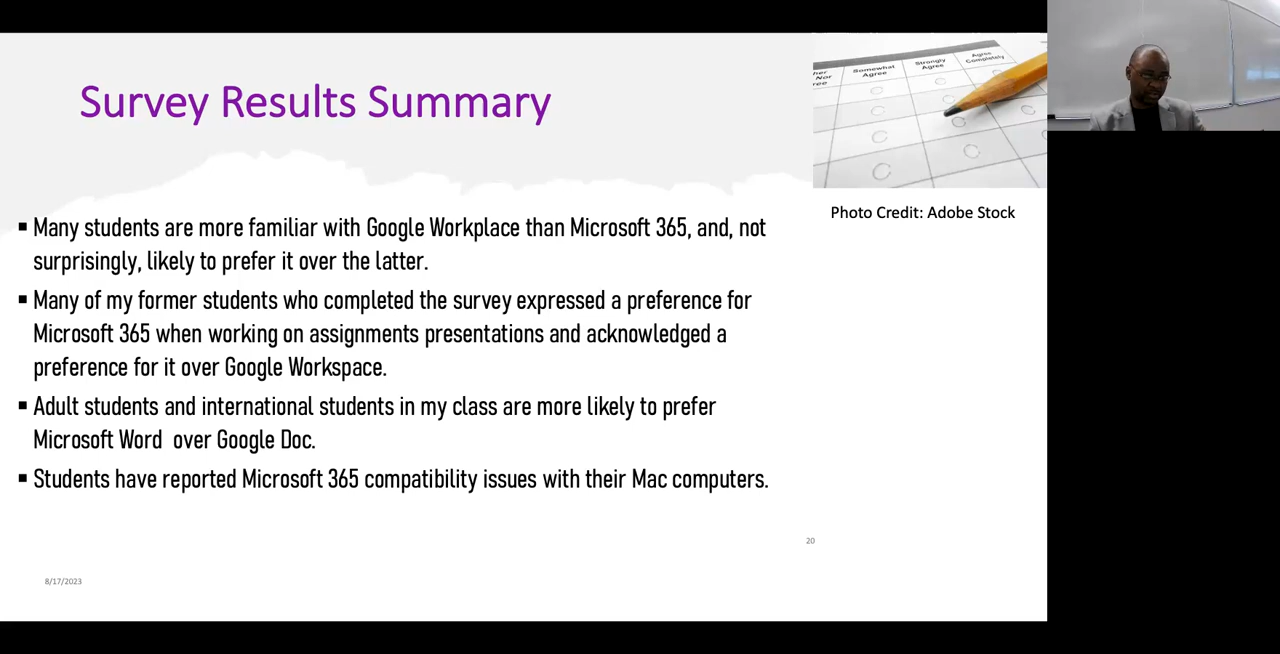 Survey Results Summary
her Nor
ree
Somewhat
Agree
Strongly
Agree
Agree
Completely
Photo Credit: Adobe Stock
▪ Many students are more familiar with Google Workplace than Microsoft 365, and, not
surprisingly, likely to prefer it over the latter.
▪ Many of my former students who completed the survey expressed a preference for
Microsoft 365 when working on assignments presentations and acknowledged a
preference for it over Google Workspace.
▪ Adult students and international students in my class are more likely to prefer
Microsoft Word over Google Doc.
▪ Students have reported Microsoft 365 compatibility issues with their Mac computers.
20
8/17/2023